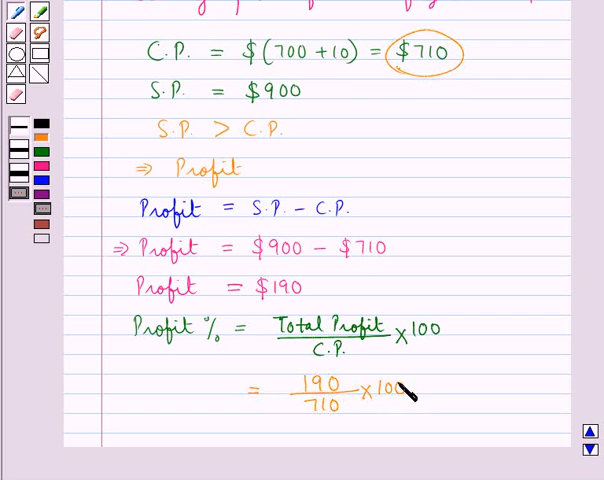 C.P. = $(700+10) = $710
S.P. = $900
S.P. > C.P.
⇒ Profit
Profit = S.P. - C.P.
⇒ Profit = $900 - $710
Profit = $190
Profit % = Total Profit / C.P. × 100
= 190 / 710 × 100